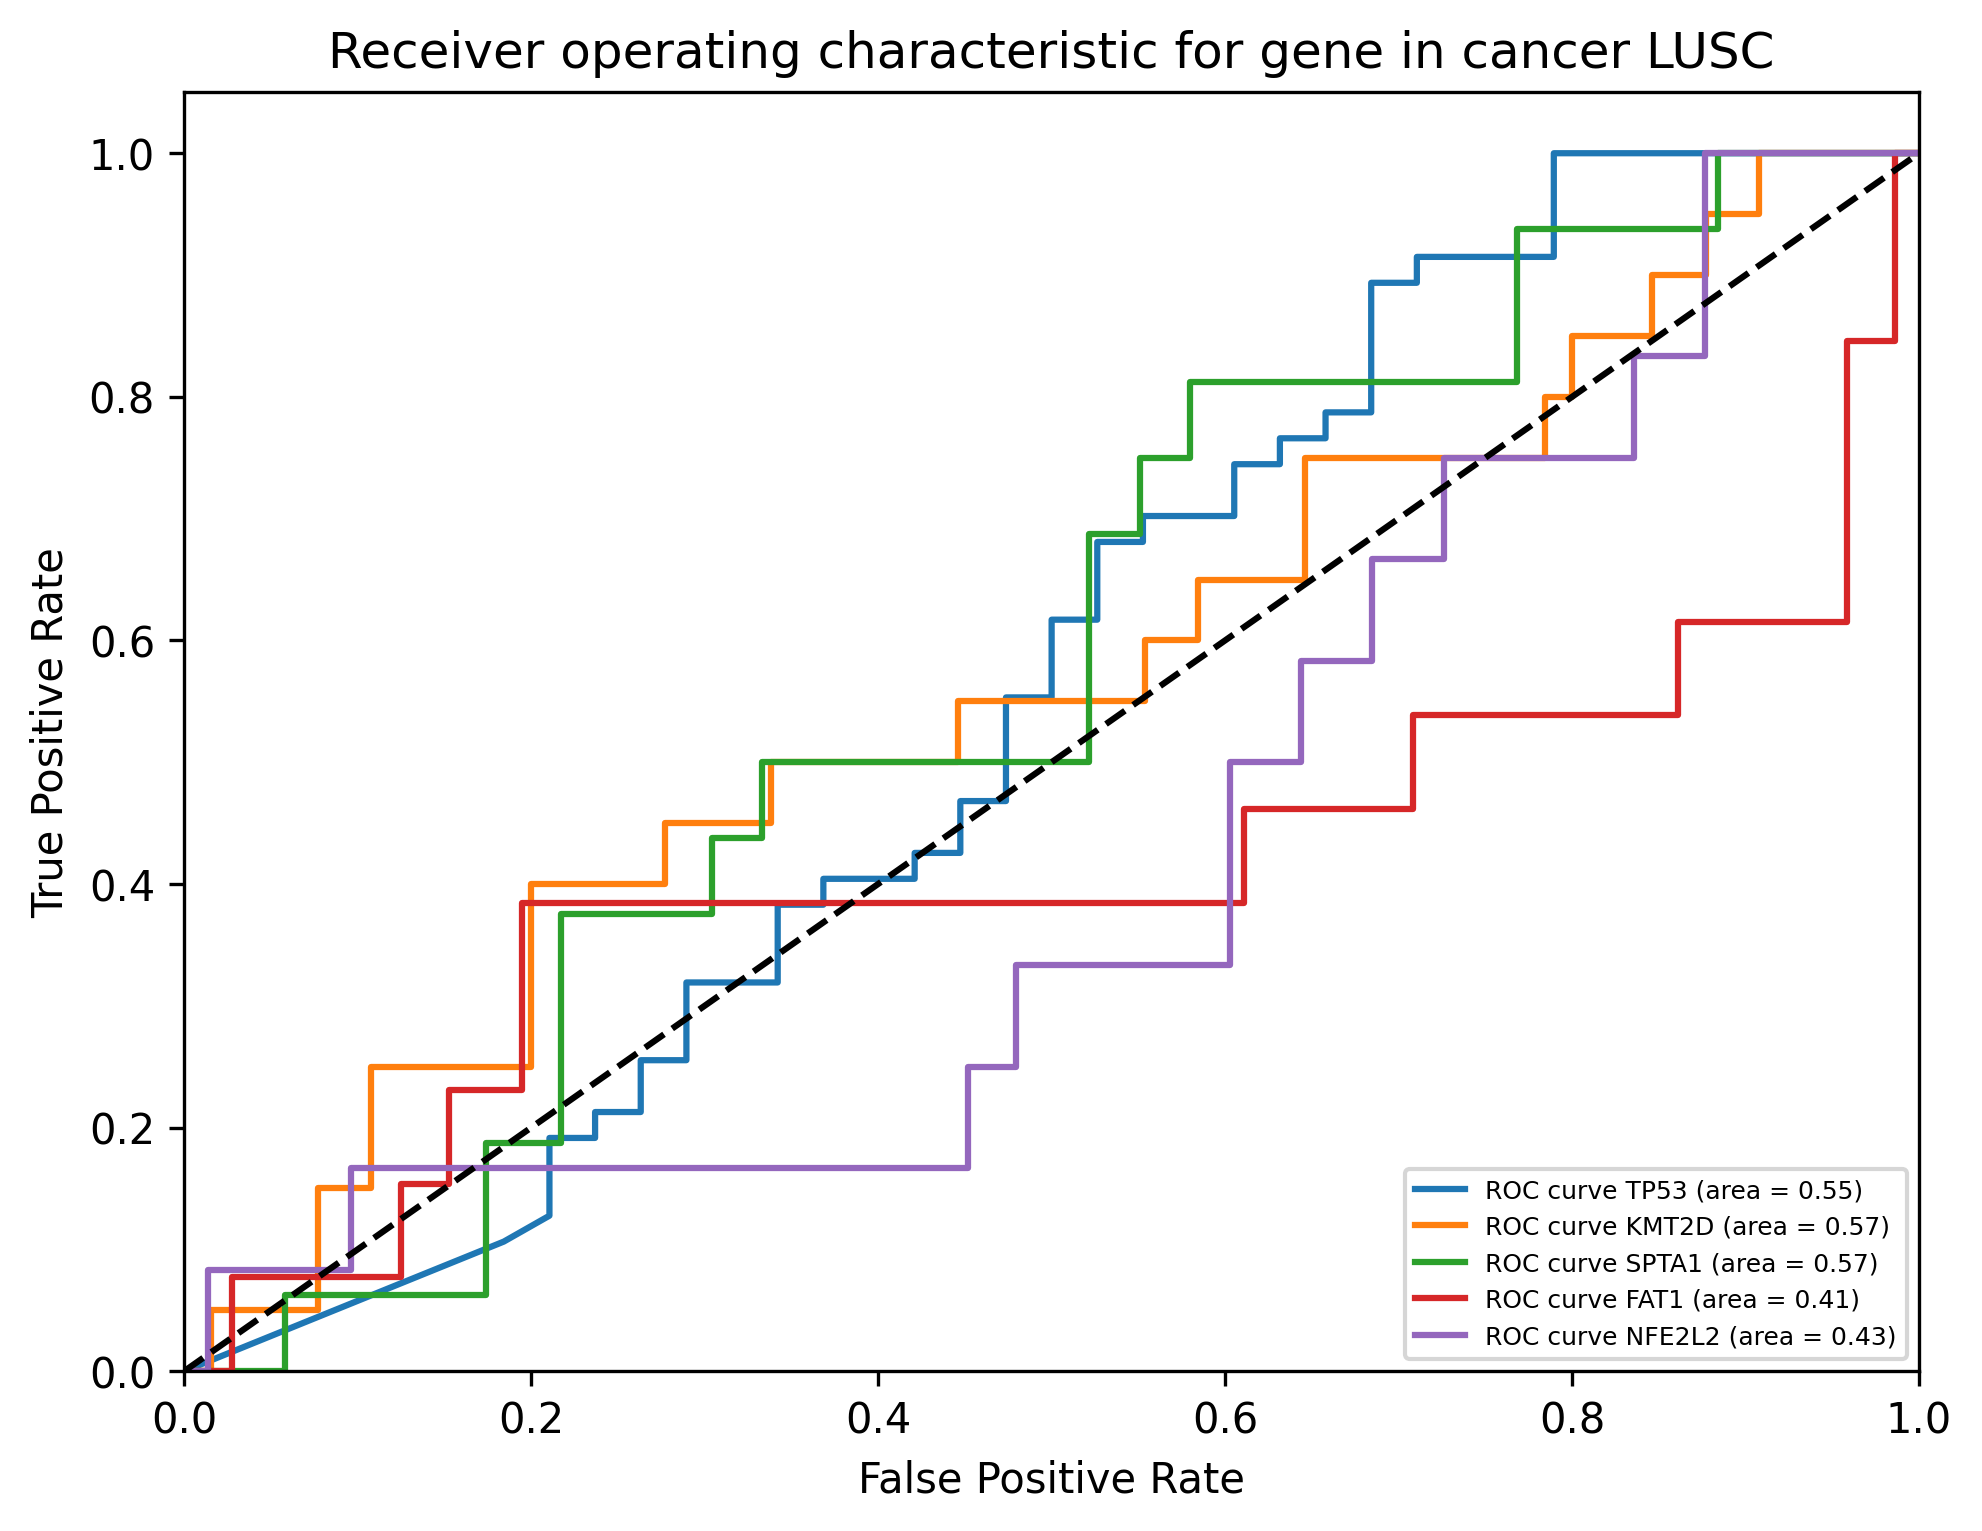 Receiver operating characteristic for gene in cancer LUSC
True Positive Rate
1.0
0.8
0.6
0.4
0.2
0.0
0.0 0.2 0.4 0.6 0.8 1.0
False Positive Rate
ROC curve TP53 (area = 0.55)
ROC curve KMT2D (area = 0.57)
ROC curve SPTA1 (area = 0.57)
ROC curve FAT1 (area = 0.41)
ROC curve NFE2L2 (area = 0.43)